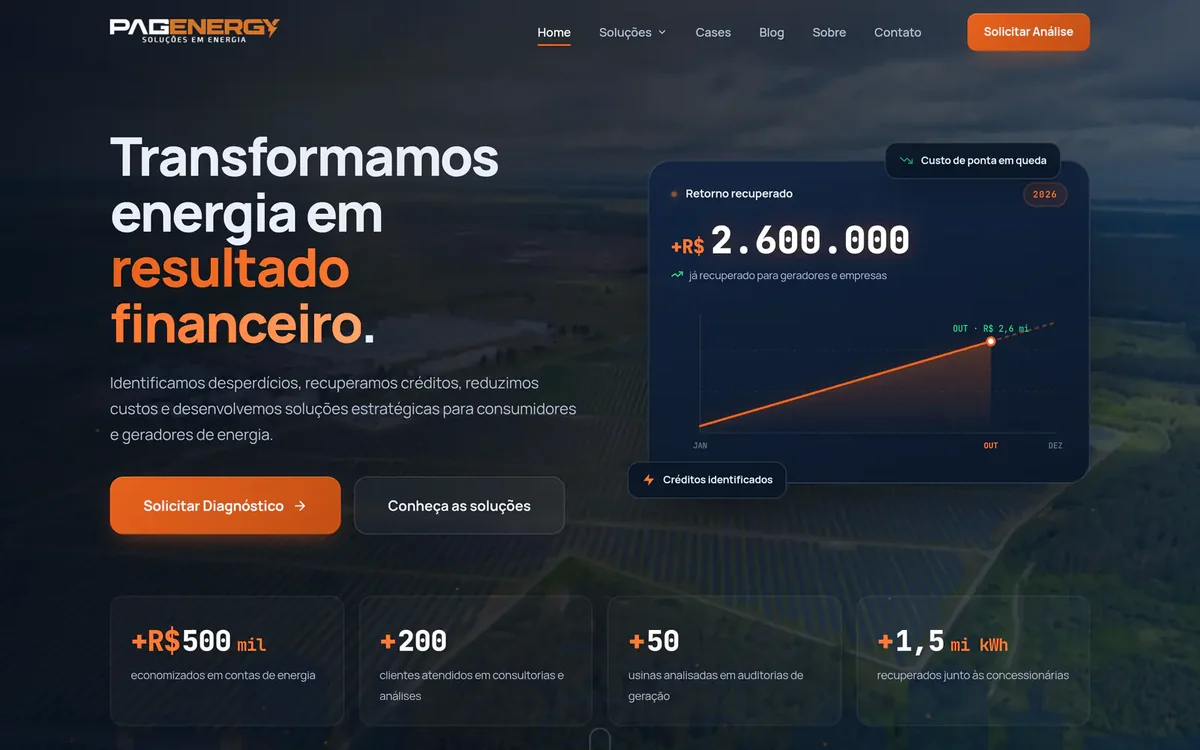 PAGENERGY
SOLUÇÕES EM ENERGIA
Home
Soluções
Cases
Blog
Sobre
Contato
Solicitar Análise
Transformamos
energia em
resultado
financeiro.
Identificamos desperdícios, recuperamos créditos, reduzimos
custos e desenvolvemos soluções estratégicas para consumidores
e geradores de energia.
Solicitar Diagnóstico →
Conheça as soluções
Custo de ponta em queda
Retorno recuperado
2026
+R$ 2.600.000
já recuperado para geradores e empresas
OUT · R$ 2,6 mi
JAN
OUT
DEZ
Créditos identificados
+R$500 mil
economizados em contas de energia
+200
clientes atendidos em consultorias e
análises
+50
usinas analisadas em auditorias de
geração
+1,5 mi kWh
recuperados junto às concessionárias